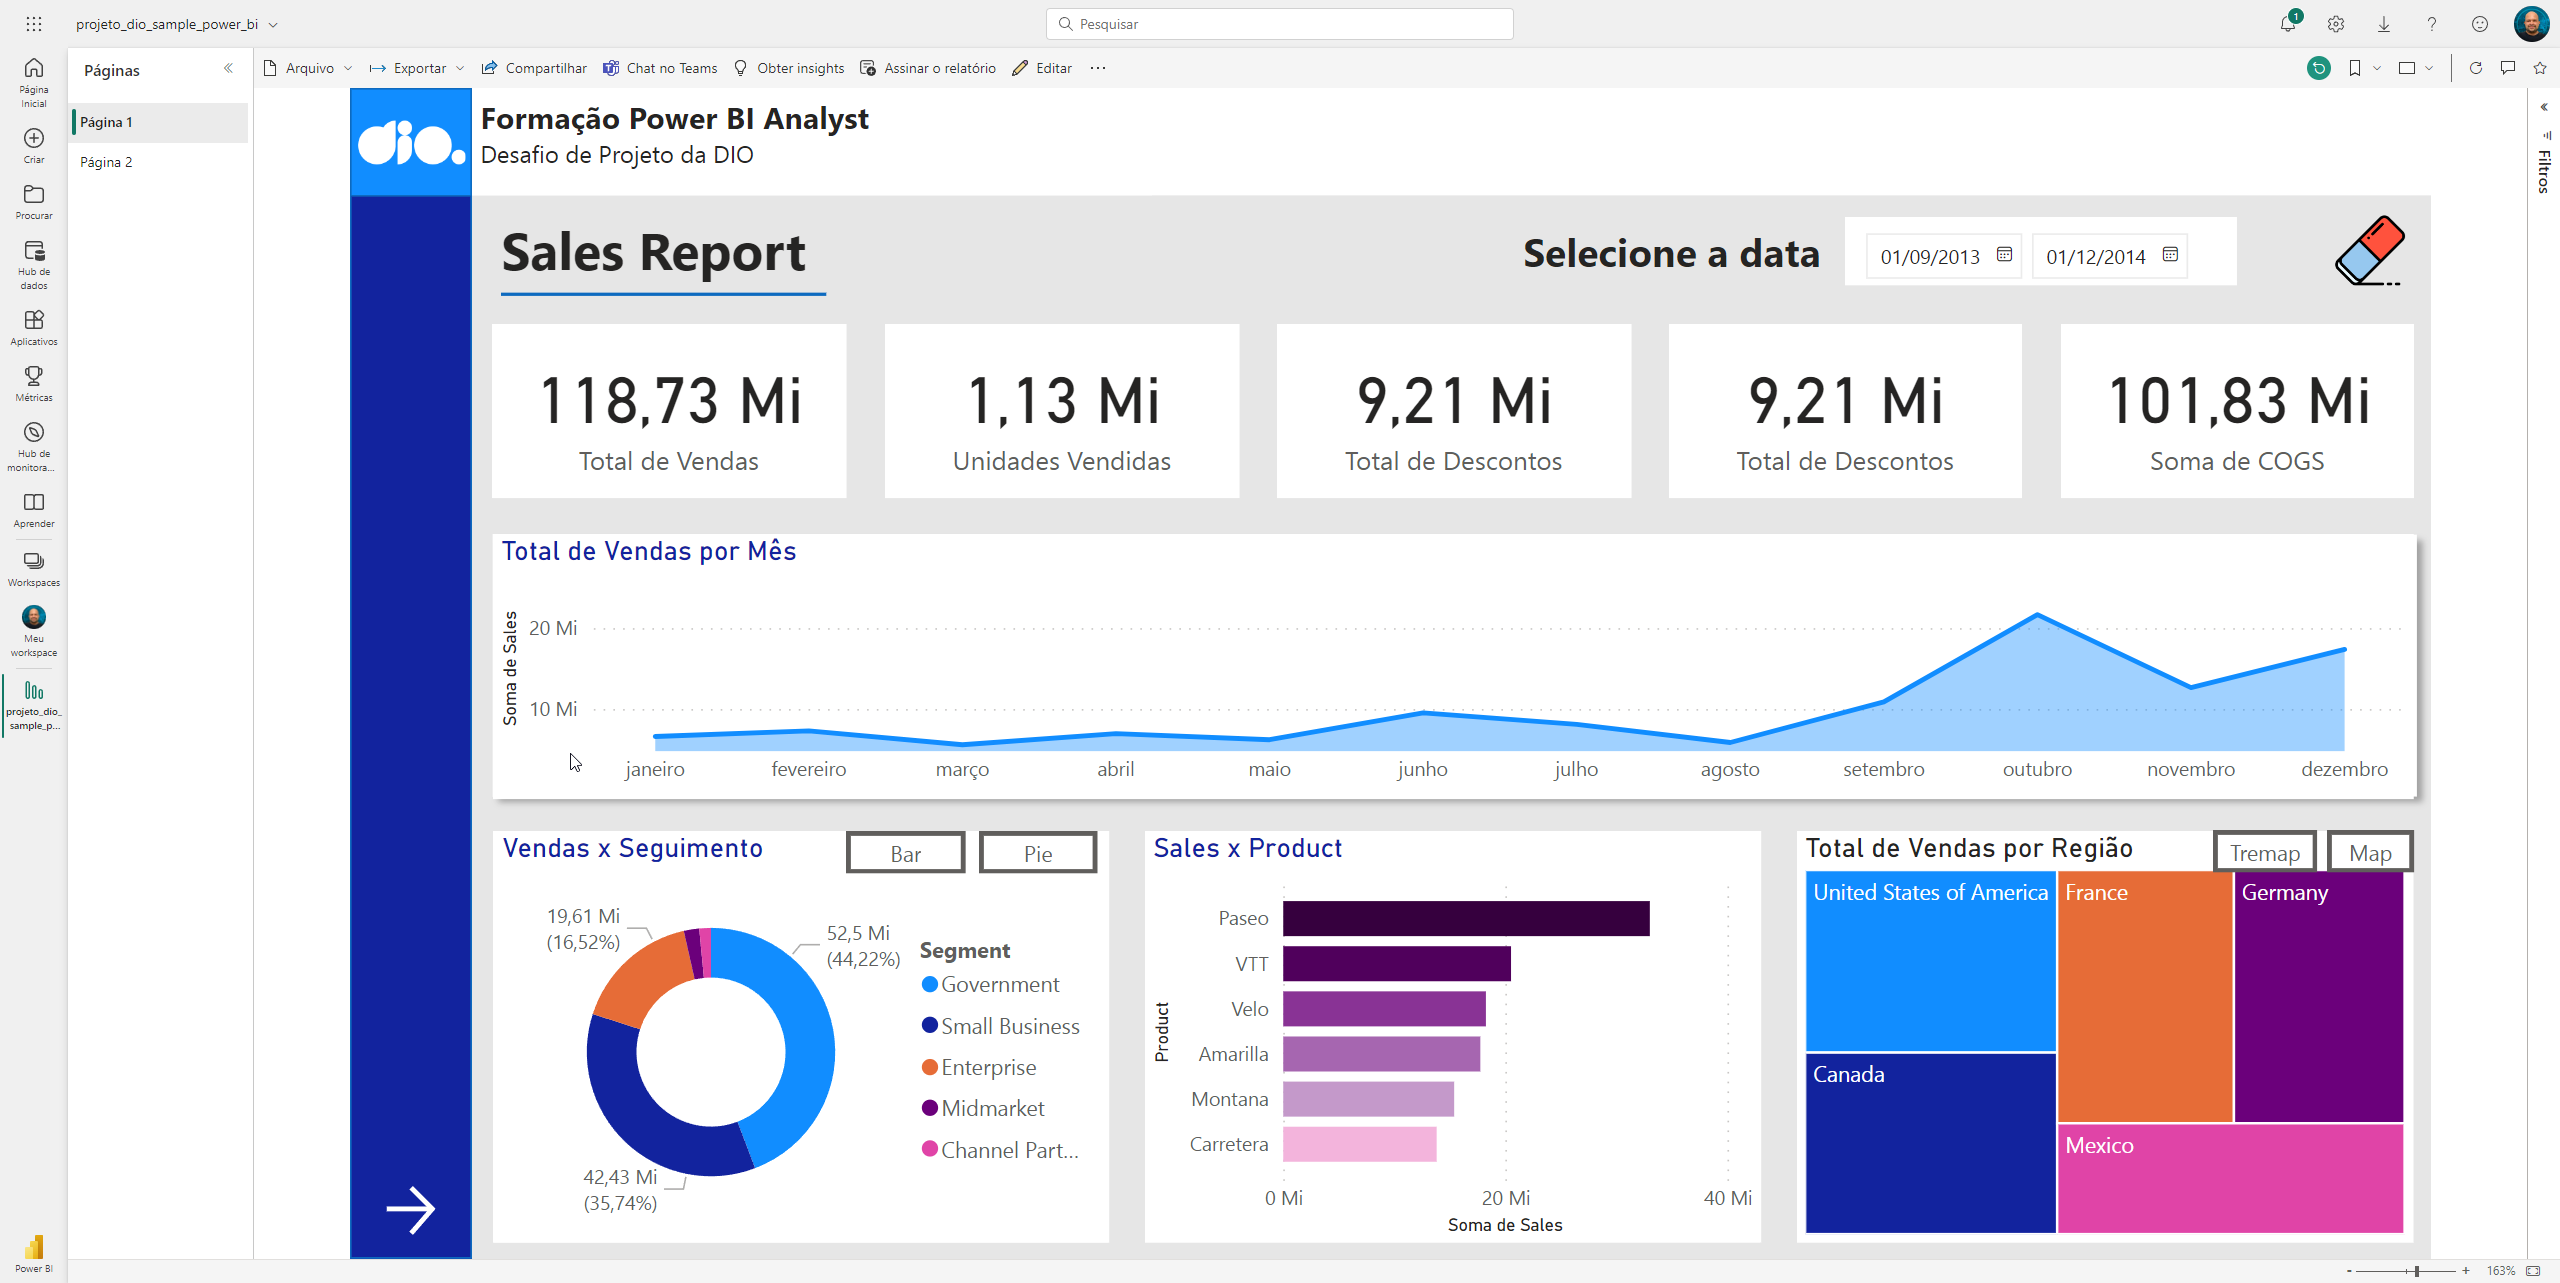 projeto_dio_sample_power_bi
Pesquisar
1
Página
Inicial
Criar
Procurar
Hub de
dados
Aplicativos
Métricas
Hub de
monitora...
Aprender
Workspaces
Meu
workspace
projeto_dio_
sample_p...
Power BI
Páginas
Página 1
Página 2
Arquivo
Exportar
Compartilhar
Chat no Teams
Obter insights
Assinar o relatório
Editar
Filtros
dio.
Formação Power BI Analyst
Desafio de Projeto da DIO
Sales Report
Selecione a data
01/09/2013
01/12/2014
118,73 Mi
Total de Vendas
1,13 Mi
Unidades Vendidas
9,21 Mi
Total de Descontos
9,21 Mi
Total de Descontos
101,83 Mi
Soma de COGS
Total de Vendas por Mês
Soma de Sales
20 Mi
10 Mi
janeiro fevereiro março abril maio junho julho agosto setembro outubro novembro dezembro
Vendas x Seguimento
Bar
Pie
19,61 Mi
(16,52%)
52,5 Mi
(44,22%)
42,43 Mi
(35,74%)
Segment
Government
Small Business
Enterprise
Midmarket
Channel Part...
Sales x Product
Product
Paseo
VTT
Velo
Amarilla
Montana
Carretera
0 Mi 20 Mi 40 Mi
Soma de Sales
Total de Vendas por Região
Tremap
Map
United States of America
France
Germany
Canada
Mexico
163%